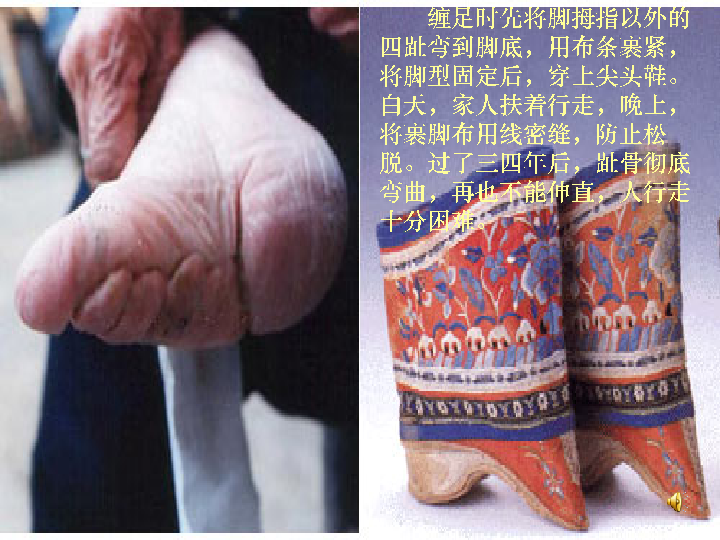 缠足时先将脚拇指以外的
四趾弯到脚底，用布条裹紧，
将脚型固定后，穿上尖头鞋。
白天，家人扶着行走，晚上，
将裹脚布用线密缝，防止松
脱。过了三四年后，趾骨彻底
弯曲，再也不能伸直，人行走
十分困难。